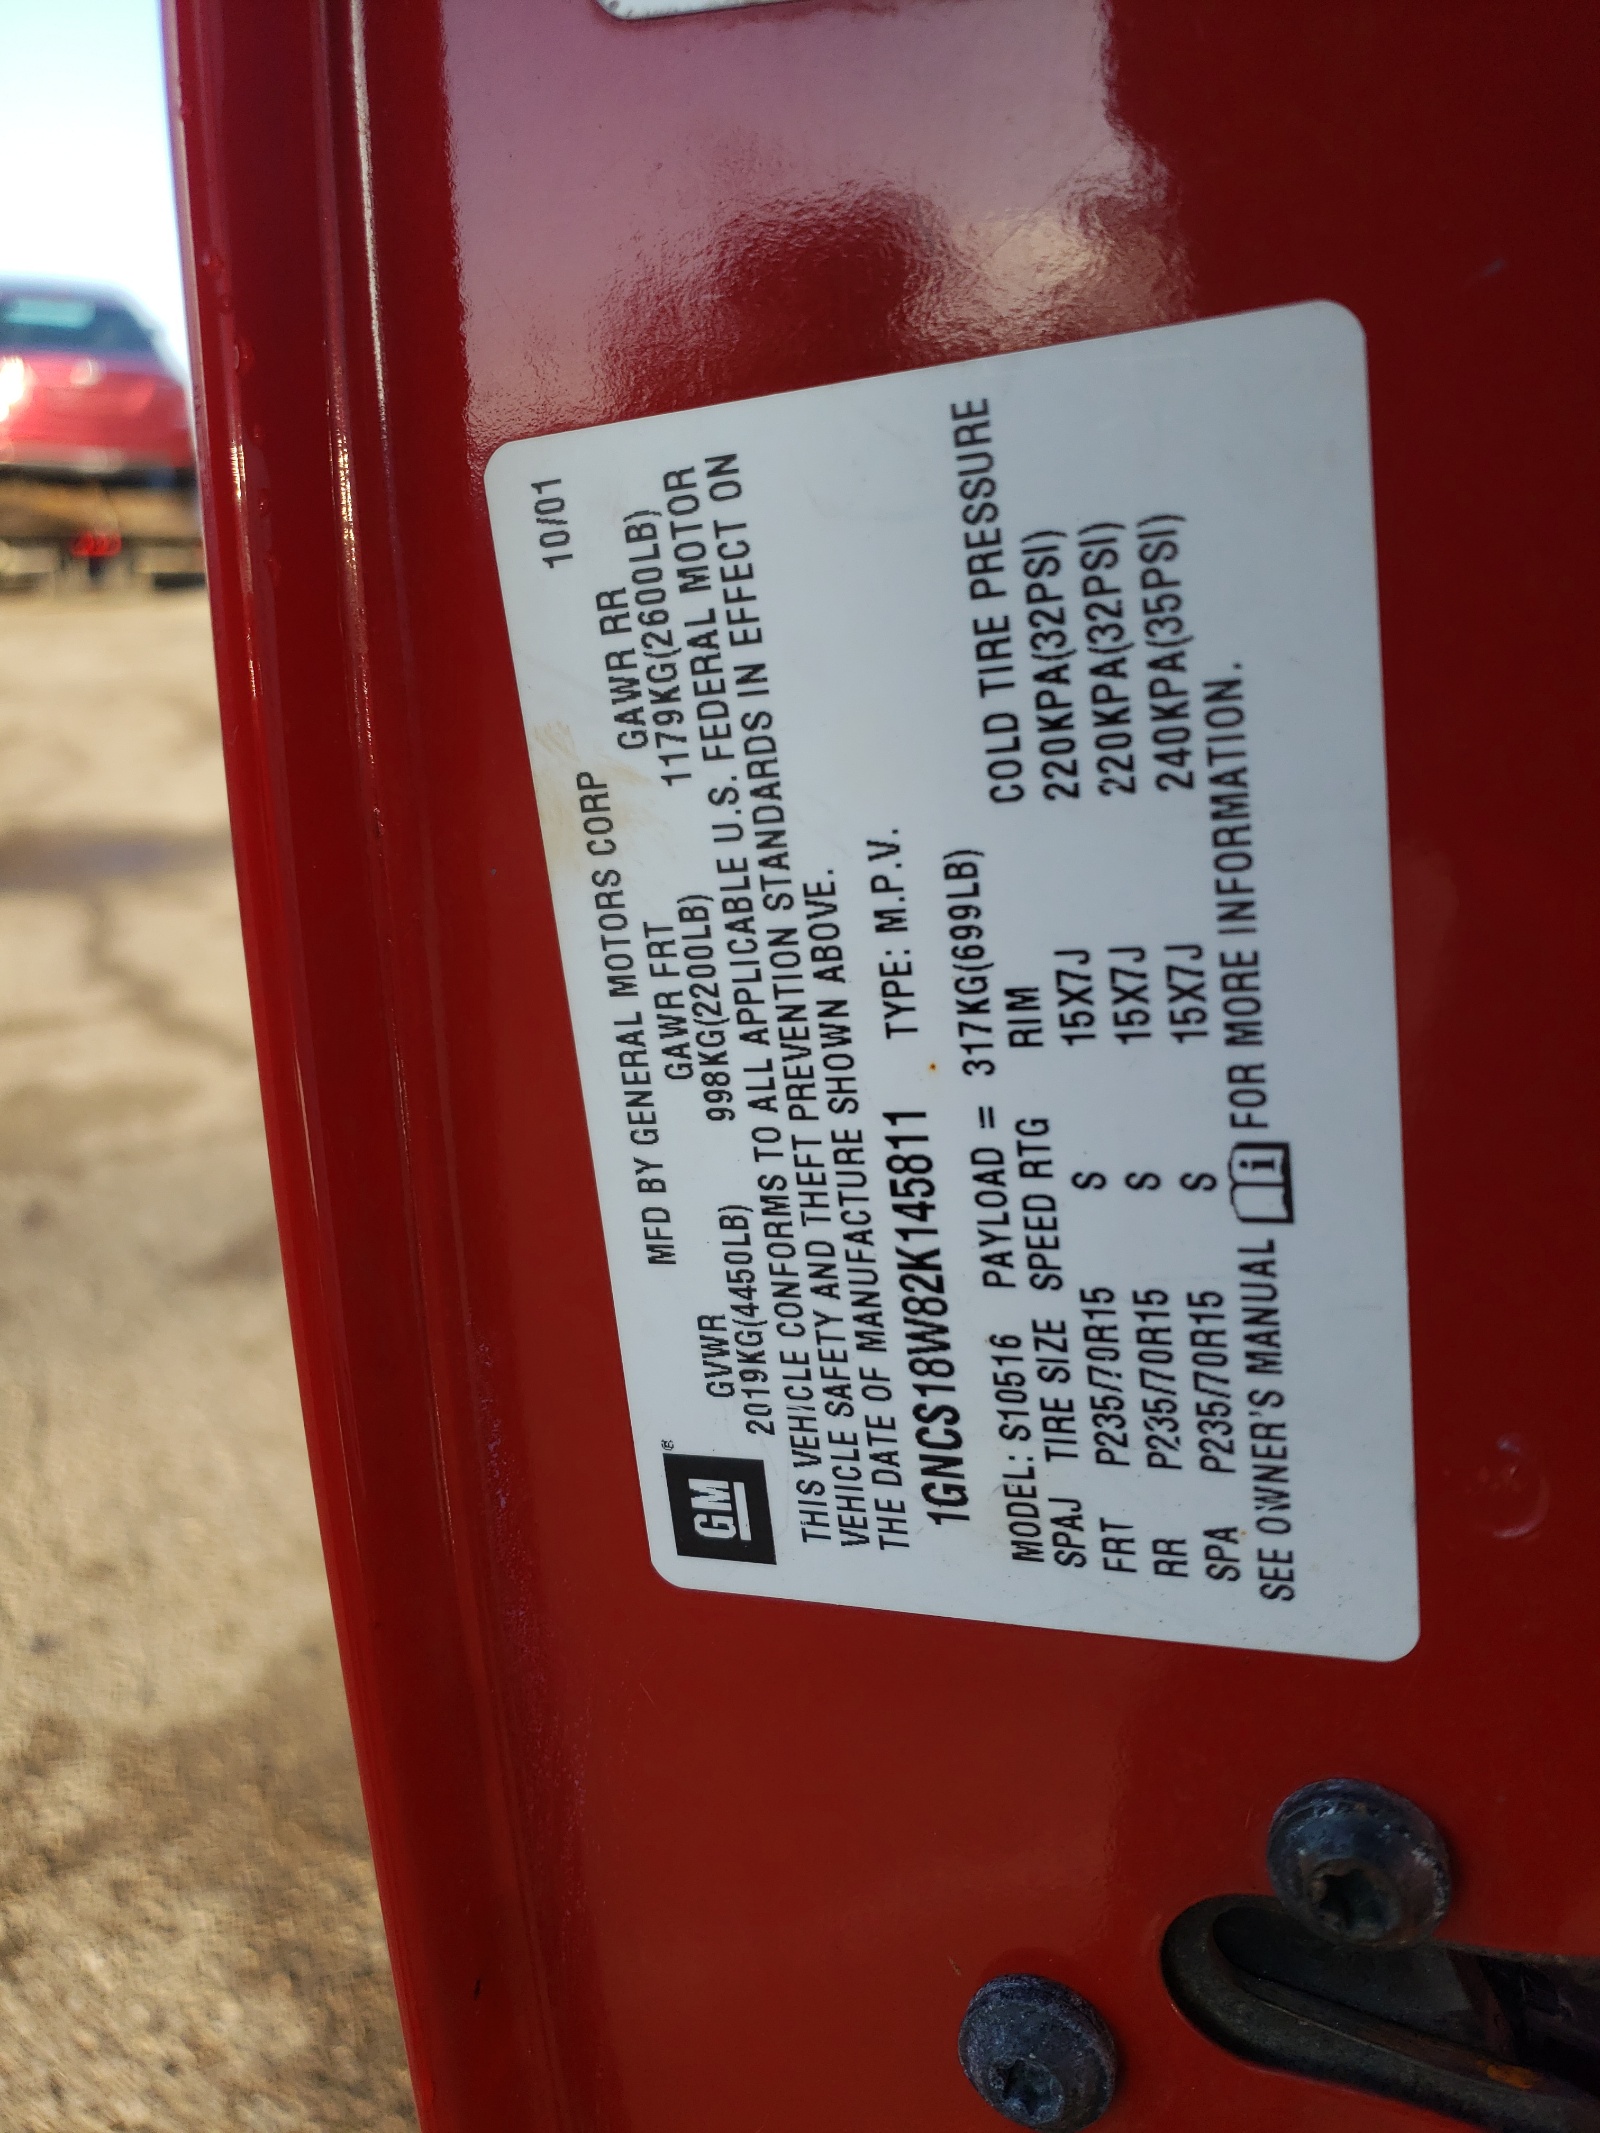 10/01
MFD BY GENERAL MOTORS CORP
GM®
GVWR GAWR FRT GAWR RR
2019KG(4450LB) 998KG(2200LB) 1179KG(2600LB)
THIS VEHICLE CONFORMS TO ALL APPLICABLE U.S. FEDERAL MOTOR
VEHICLE SAFETY AND THEFT PREVENTION STANDARDS IN EFFECT ON
THE DATE OF MANUFACTURE SHOWN ABOVE.
1GNCS18W82K145811 TYPE: M.P.V.
MODEL: S10516 PAYLOAD = 317KG(699LB)
SPAJ TIRE SIZE SPEED RTG RIM COLD TIRE PRESSURE
FRT P235/70R15 S 15X7J 220KPA(32PSI)
RR P235/70R15 S 15X7J 220KPA(32PSI)
SPA P235/70R15 S 15X7J 240KPA(35PSI)
SEE OWNER'S MANUAL i FOR MORE INFORMATION.